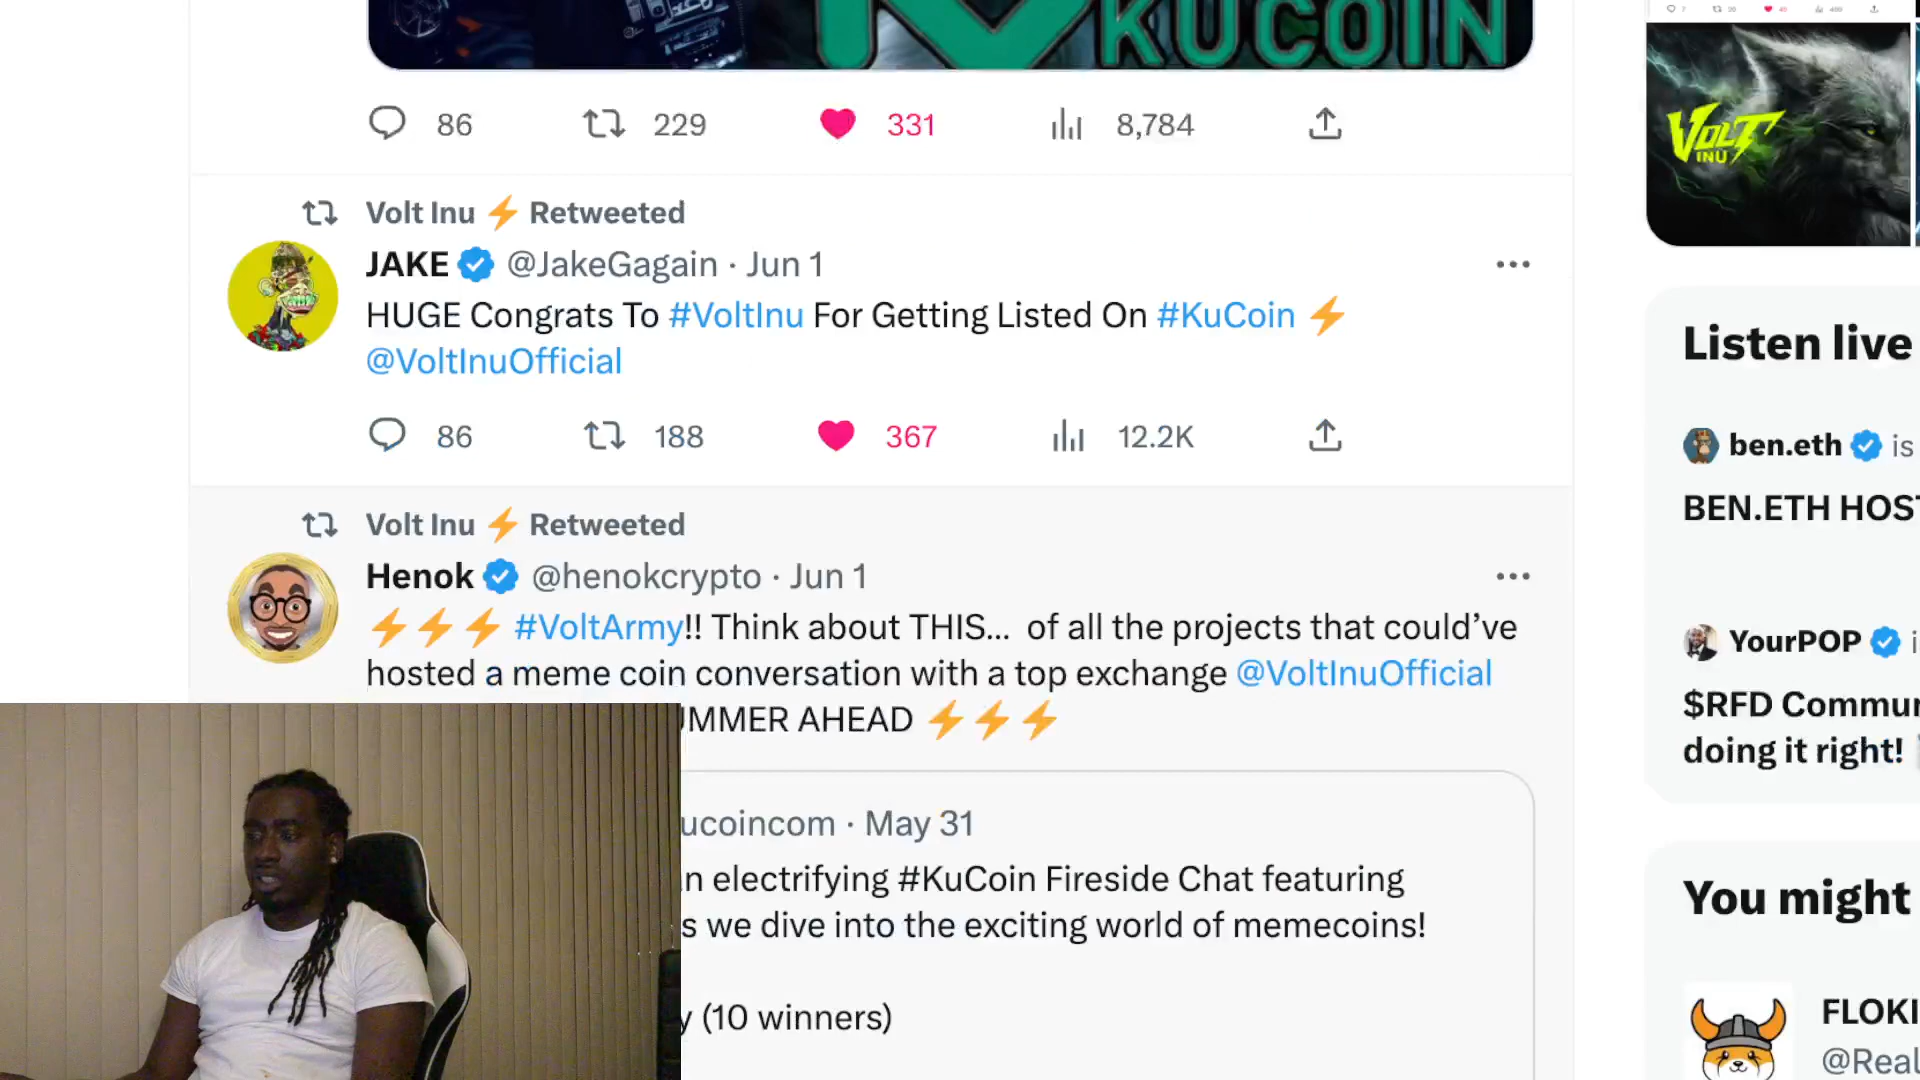 KUCOIN
86 229 331 8,784
VOLT
INU
Volt Inu ⚡ Retweeted
JAKE @JakeGagain · Jun 1
HUGE Congrats To #VoltInu For Getting Listed On #KuCoin ⚡
@VoltInuOfficial
86 188 367 12.2K
Volt Inu ⚡ Retweeted
Henok @henokcrypto · Jun 1
⚡⚡⚡ #VoltArmy!! Think about THIS... of all the projects that could’ve
hosted a meme coin conversation with a top exchange @VoltInuOfficial
UMMER AHEAD ⚡⚡⚡
ucoincom · May 31
n electrifying #KuCoin Fireside Chat featuring
s we dive into the exciting world of memecoins!
y (10 winners)
Listen live
ben.eth is
BEN.ETH HOST
YourPOP i
$RFD Commun
doing it right!
You might
FLOKI
@Real